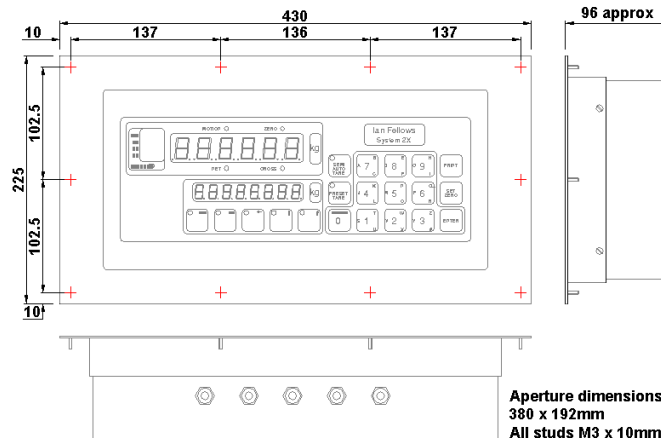 430
96 approx
10
137
136
137
102.5
225
102.5
10
MOTION
ZERO
kg
NET
GROSS
kg
Ian Fellows
System 2X
SEMI
AUTO
TARE
7
8
9
PRINT
PRESET
TARE
4
5
6
SET
ZERO
0
1
2
3
ENTER
Aperture dimensions
380 x 192mm
All studs M3 x 10mm